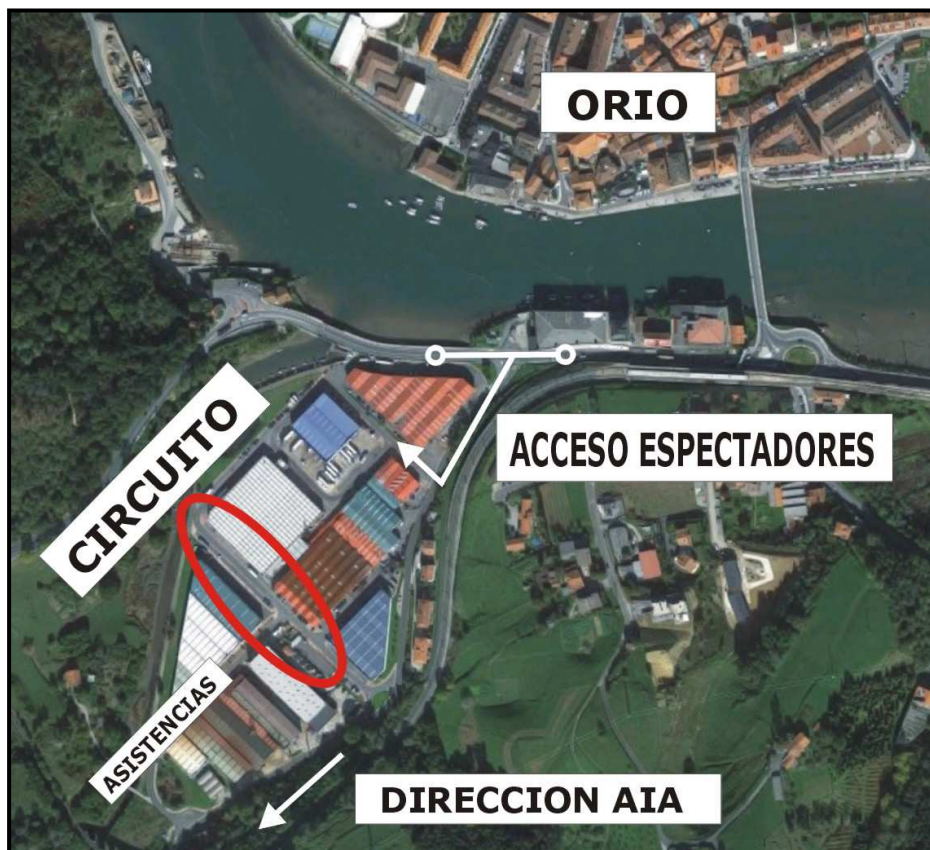 ORIO
CIRCUITO
ACCESO ESPECTADORES
ASISTENCIAS
DIRECCION AIA